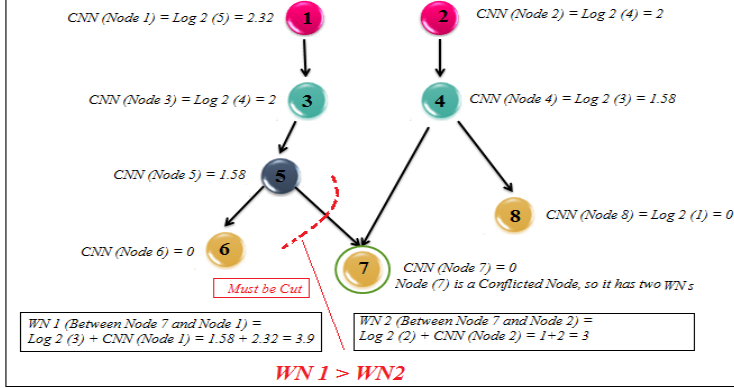 CNN (Node 1) = Log 2 (5) = 2.32
1
2
CNN (Node 2) = Log 2 (4) = 2
CNN (Node 3) = Log 2 (4) = 2
3
4
CNN (Node 4) = Log 2 (3) = 1.58
CNN (Node 5) = 1.58
5
8
CNN (Node 8) = Log 2 (1) = 0
CNN (Node 6) = 0
6
7
CNN (Node 7) = 0
Node (7) is a Conflicted Node, so it has two WN s
Must be Cut
WN 1 (Between Node 7 and Node 1) =
Log 2 (3) + CNN (Node 1) = 1.58 + 2.32 = 3.9
WN 2 (Between Node 7 and Node 2) =
Log 2 (2) + CNN (Node 2) = 1+2 = 3
WN 1 > WN2